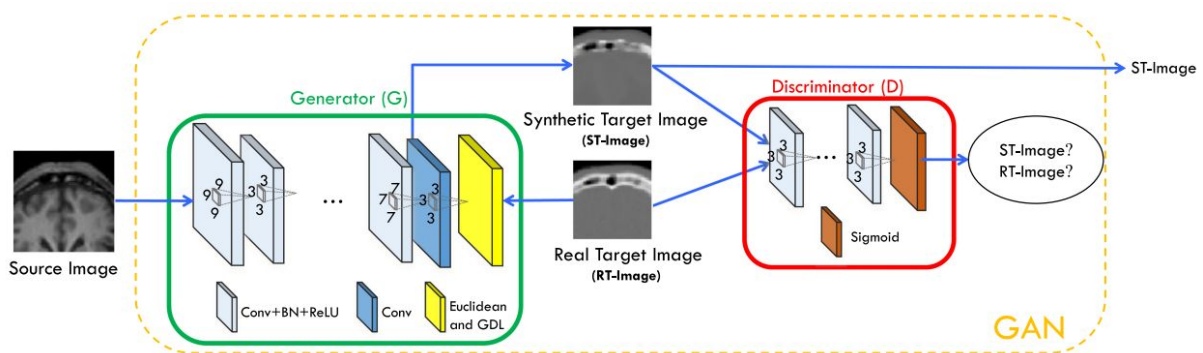 Generator (G)
Discriminator (D)
ST-Image
Synthetic Target Image
(ST-Image)
ST-Image?
RT-Image?
9 9 9
3 3 3
...
7 7 7
3 3 3
3 3 3
...
3 3 3
Source Image
Real Target Image
(RT-Image)
Sigmoid
Conv+BN+ReLU
Conv
Euclidean
and GDL
GAN